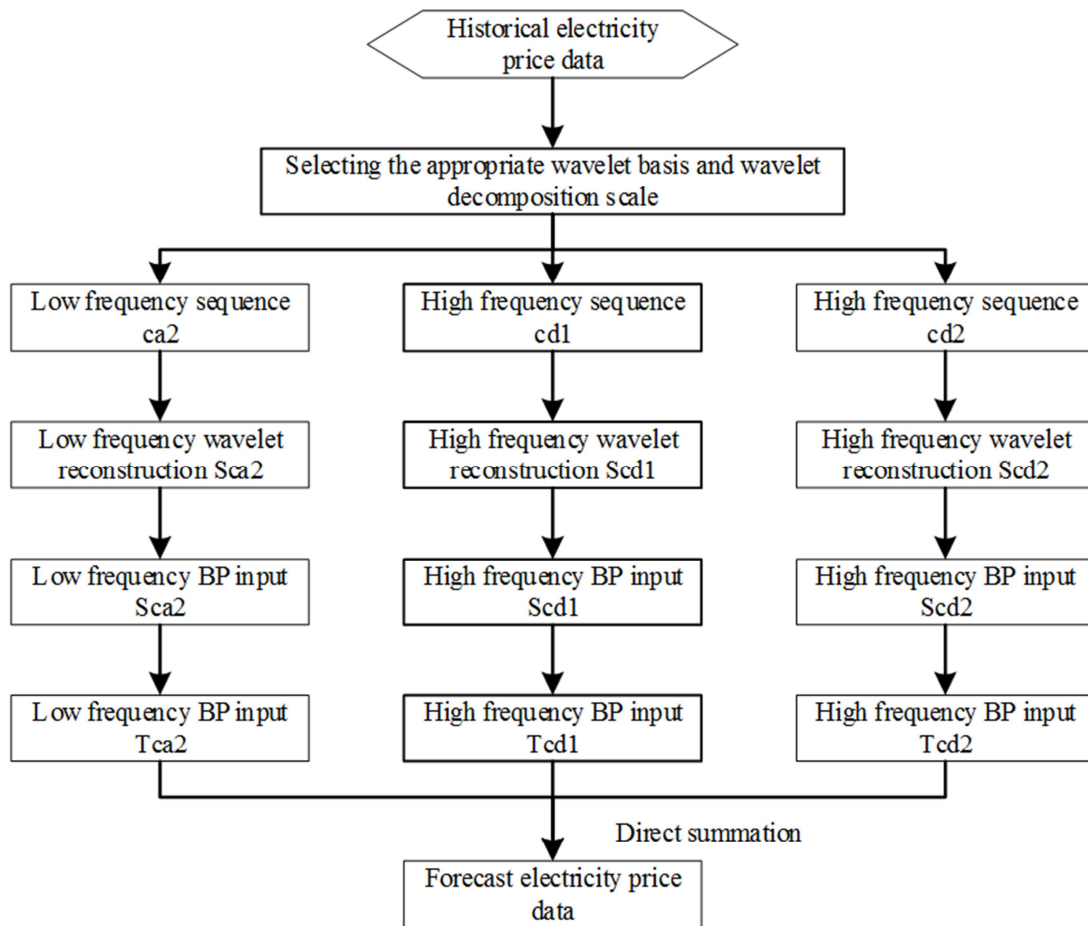 Historical electricity
price data
Selecting the appropriate wavelet basis and wavelet
decomposition scale
Low frequency sequence
ca2
High frequency sequence
cd1
High frequency sequence
cd2
Low frequency wavelet
reconstruction Sca2
High frequency wavelet
reconstruction Scd1
High frequency wavelet
reconstruction Scd2
Low frequency BP input
Sca2
High frequency BP input
Scd1
High frequency BP input
Scd2
Low frequency BP input
Tca2
High frequency BP input
Tcd1
High frequency BP input
Tcd2
Direct summation
Forecast electricity price
data